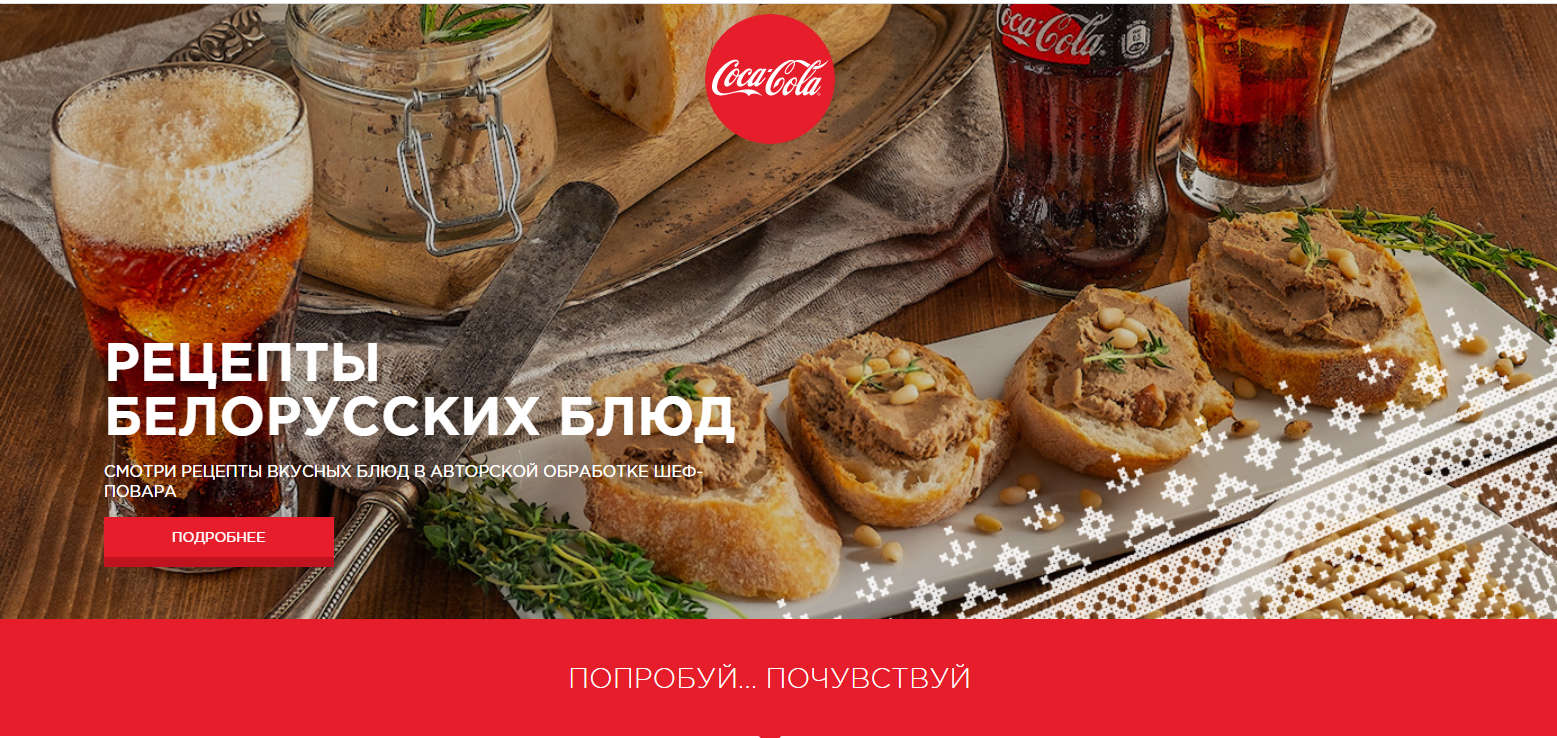 Coca-Cola
Coca-Cola
РЕЦЕПТЫ
БЕЛОРУССКИХ БЛЮД
СМОТРИ РЕЦЕПТЫ ВКУСНЫХ БЛЮД В АВТОРСКОЙ ОБРАБОТКЕ ШЕФ-
ПОВАРА
ПОДРОБНЕЕ
ПОПРОБУЙ... ПОЧУВСТВУЙ